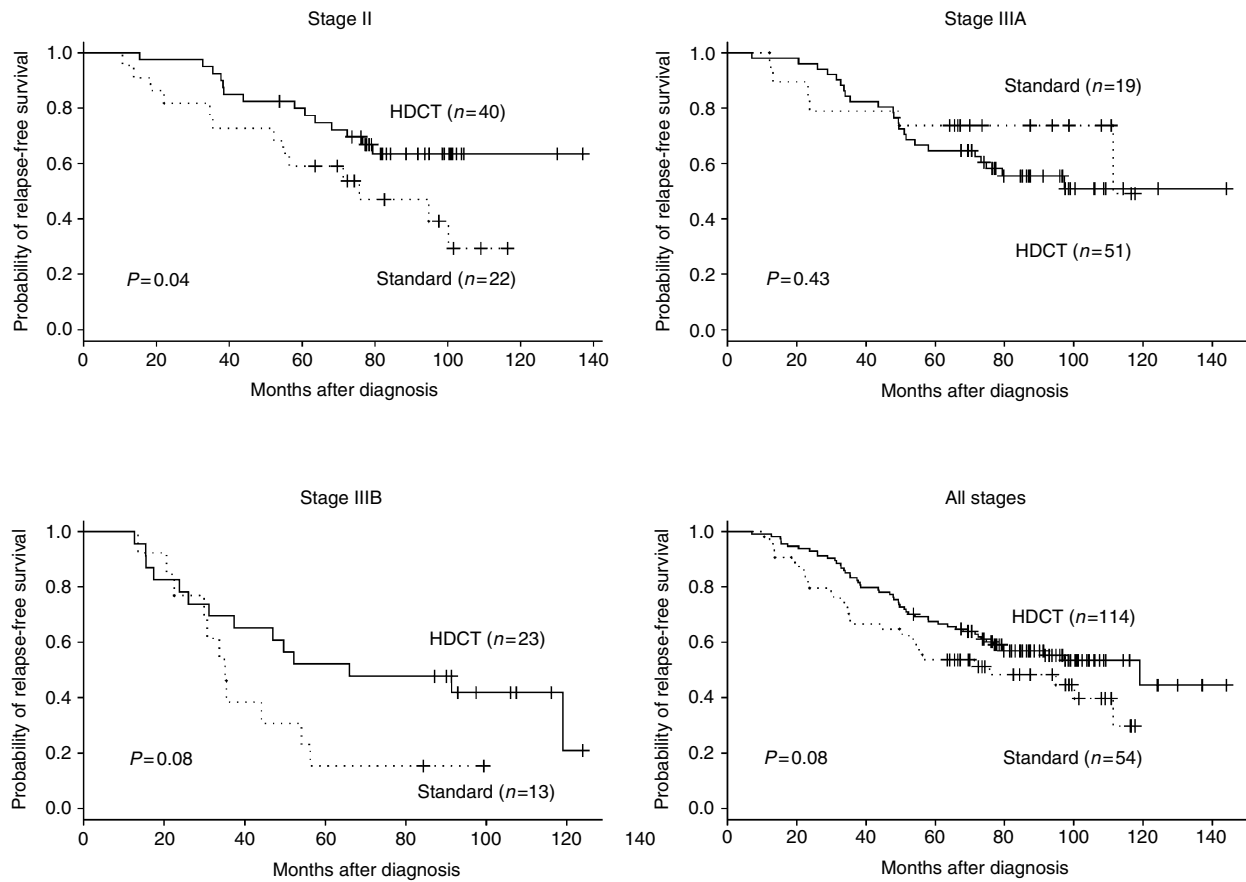 Stage II
Probability of relapse-free survival
1.0
0.8
0.6
0.4
0.2
0.0
HDCT (n=40)
Standard (n=22)
P=0.04
0 20 40 60 80 100 120 140
Months after diagnosis
Stage IIIA
Probability of relapse-free survival
1.0
0.8
0.6
0.4
0.2
0.0
Standard (n=19)
HDCT (n=51)
P=0.43
0 20 40 60 80 100 120 140
Months after diagnosis
Stage IIIB
Probability of relapse-free survival
1.0
0.8
0.6
0.4
0.2
0.0
HDCT (n=23)
P=0.08
Standard (n=13)
0 20 40 60 80 100 120 140
Months after diagnosis
All stages
Probability of relapse-free survival
1.0
0.8
0.6
0.4
0.2
0.0
HDCT (n=114)
P=0.08
Standard (n=54)
0 20 40 60 80 100 120 140
Months after diagnosis